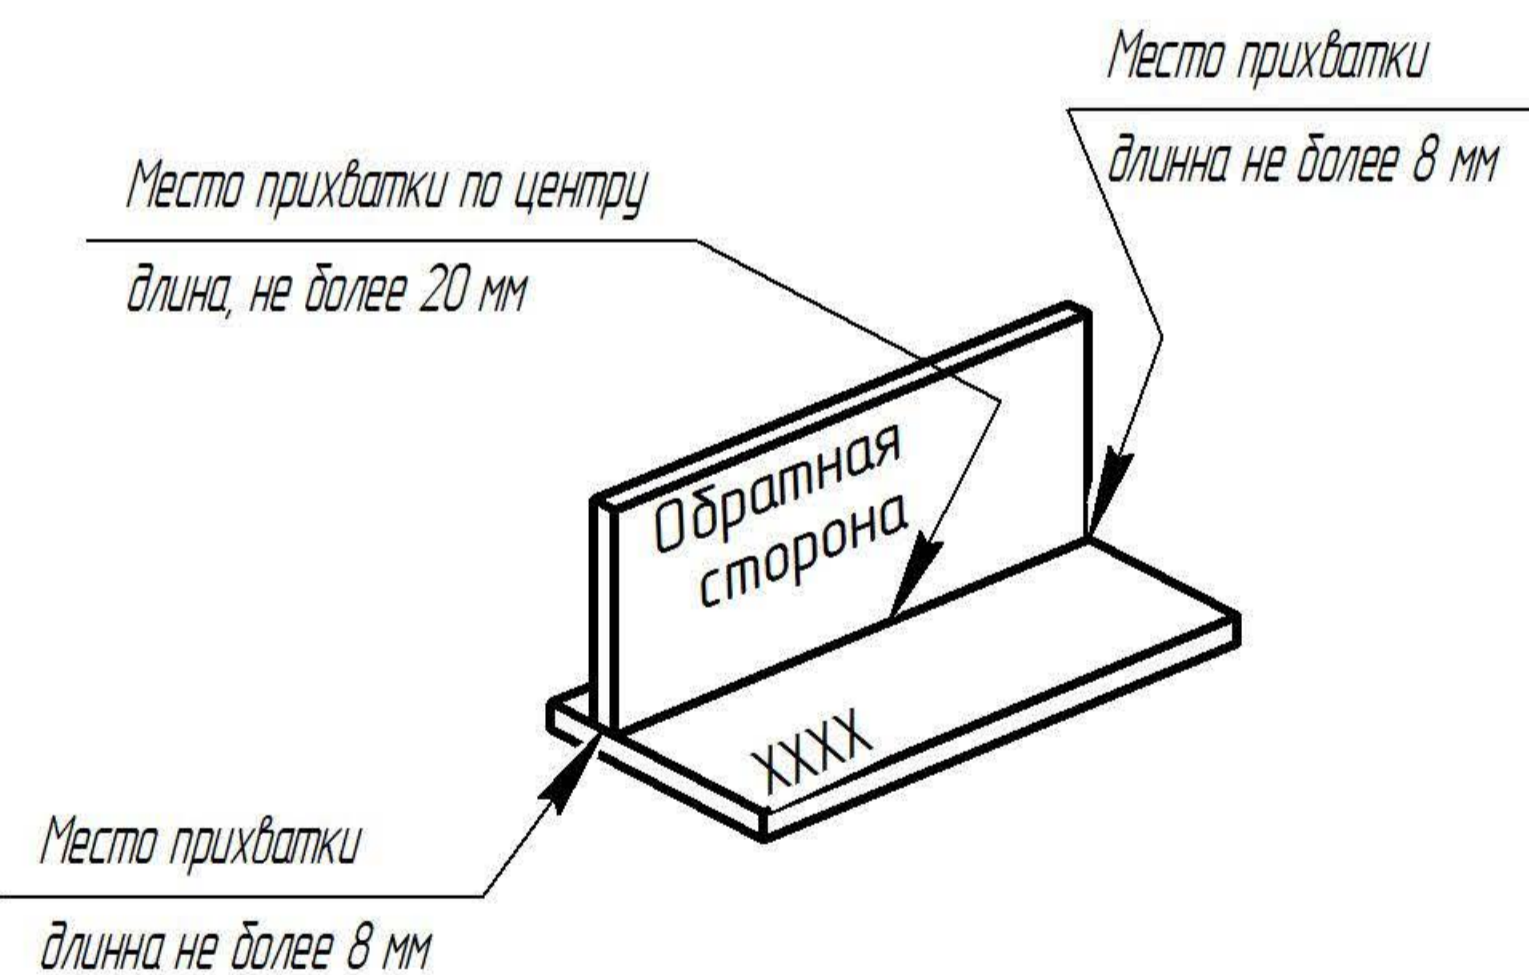 Место прихватки
длинна не более 8 мм
Место прихватки по центру
длина, не более 20 мм
Обратная
сторона
XXXX
Место прихватки
длинна не более 8 мм